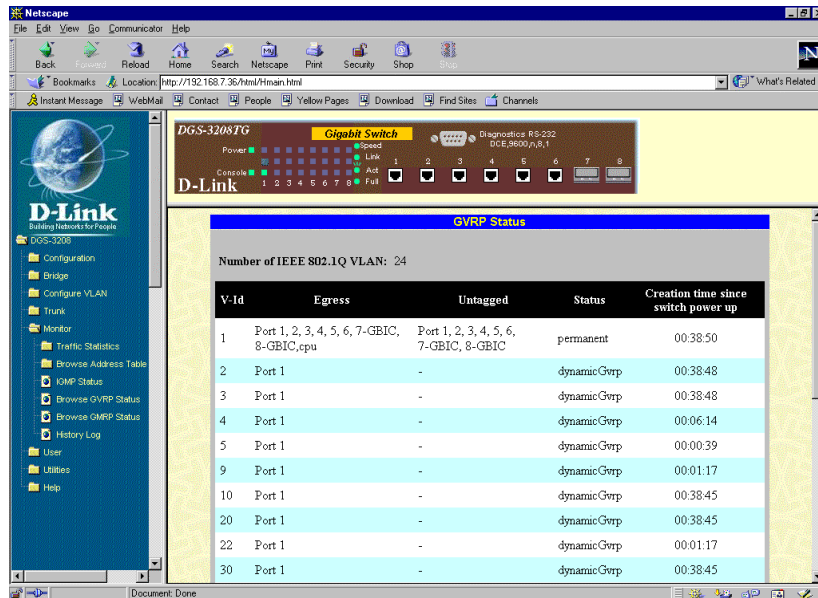 Netscape
File Edit View Go Communicator Help
Back Forward Reload Home Search Netscape Print Security Shop Stop
Bookmarks Location: http://192.168.7.36/html/Hmain.html What's Related
Instant Message WebMail Contact People Yellow Pages Download Find Sites Channels
D-Link
Building Networks for People
DGS-3208
Configuration
Bridge
Configure VLAN
Trunk
Monitor
Traffic Statistics
Browse Address Table
IGMP Status
Browse GVRP Status
Browse GMRP Status
History Log
User
Utilities
Help
DGS-3208TG Gigabit Switch Diagnostics RS-232
DCE,9600,n,8,1
Power Speed
Link
Console Act
Full
D-Link 1 2 3 4 5 6 7 8
1 2 3 4 5 6 7 8
GVRP Status
Number of IEEE 802.1Q VLAN: 24
V-Id Egress Untagged Status Creation time since switch power up
1 Port 1, 2, 3, 4, 5, 6, 7-GBIC, 8-GBIC,cpu Port 1, 2, 3, 4, 5, 6, 7-GBIC, 8-GBIC permanent 00:38:50
2 Port 1 - dynamicGvrp 00:38:48
3 Port 1 - dynamicGvrp 00:38:48
4 Port 1 - dynamicGvrp 00:06:14
5 Port 1 - dynamicGvrp 00:00:39
9 Port 1 - dynamicGvrp 00:01:17
10 Port 1 - dynamicGvrp 00:38:45
20 Port 1 - dynamicGvrp 00:38:45
22 Port 1 - dynamicGvrp 00:01:17
30 Port 1 - dynamicGvrp 00:38:45
Document: Done